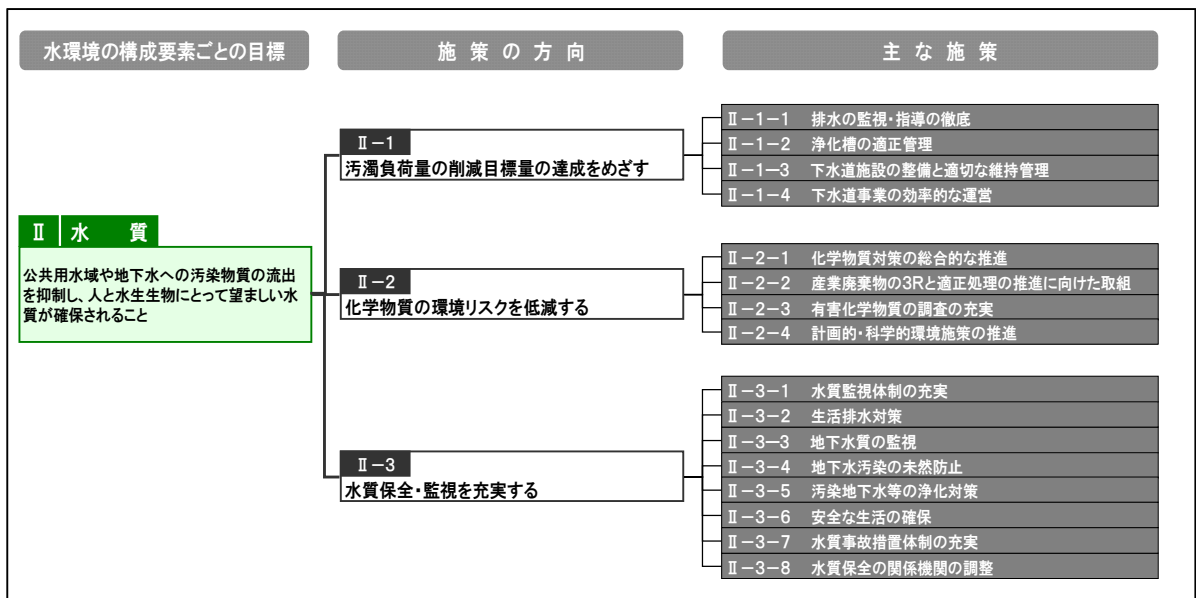 水環境の構成要素ごとの目標
施策の方向
主な施策
Ⅱ 水質
公共用水域や地下水への汚染物質の流出
を抑制し、人と水生生物にとって望ましい水
質が確保されること
Ⅱ－1
汚濁負荷量の削減目標量の達成をめざす
Ⅱ－1－1 排水の監視・指導の徹底
Ⅱ－1－2 浄化槽の適正管理
Ⅱ－1－3 下水道施設の整備と適切な維持管理
Ⅱ－1－4 下水道事業の効率的な運営
Ⅱ－2
化学物質の環境リスクを低減する
Ⅱ－2－1 化学物質対策の総合的な推進
Ⅱ－2－2 産業廃棄物の3Rと適正処理の推進に向けた取組
Ⅱ－2－3 有害化学物質の調査の充実
Ⅱ－2－4 計画的・科学的環境施策の推進
Ⅱ－3
水質保全・監視を充実する
Ⅱ－3－1 水質監視体制の充実
Ⅱ－3－2 生活排水対策
Ⅱ－3－3 地下水質の監視
Ⅱ－3－4 地下水汚染の未然防止
Ⅱ－3－5 汚染地下水等の浄化対策
Ⅱ－3－6 安全な生活の確保
Ⅱ－3－7 水質事故措置体制の充実
Ⅱ－3－8 水質保全の関係機関の調整